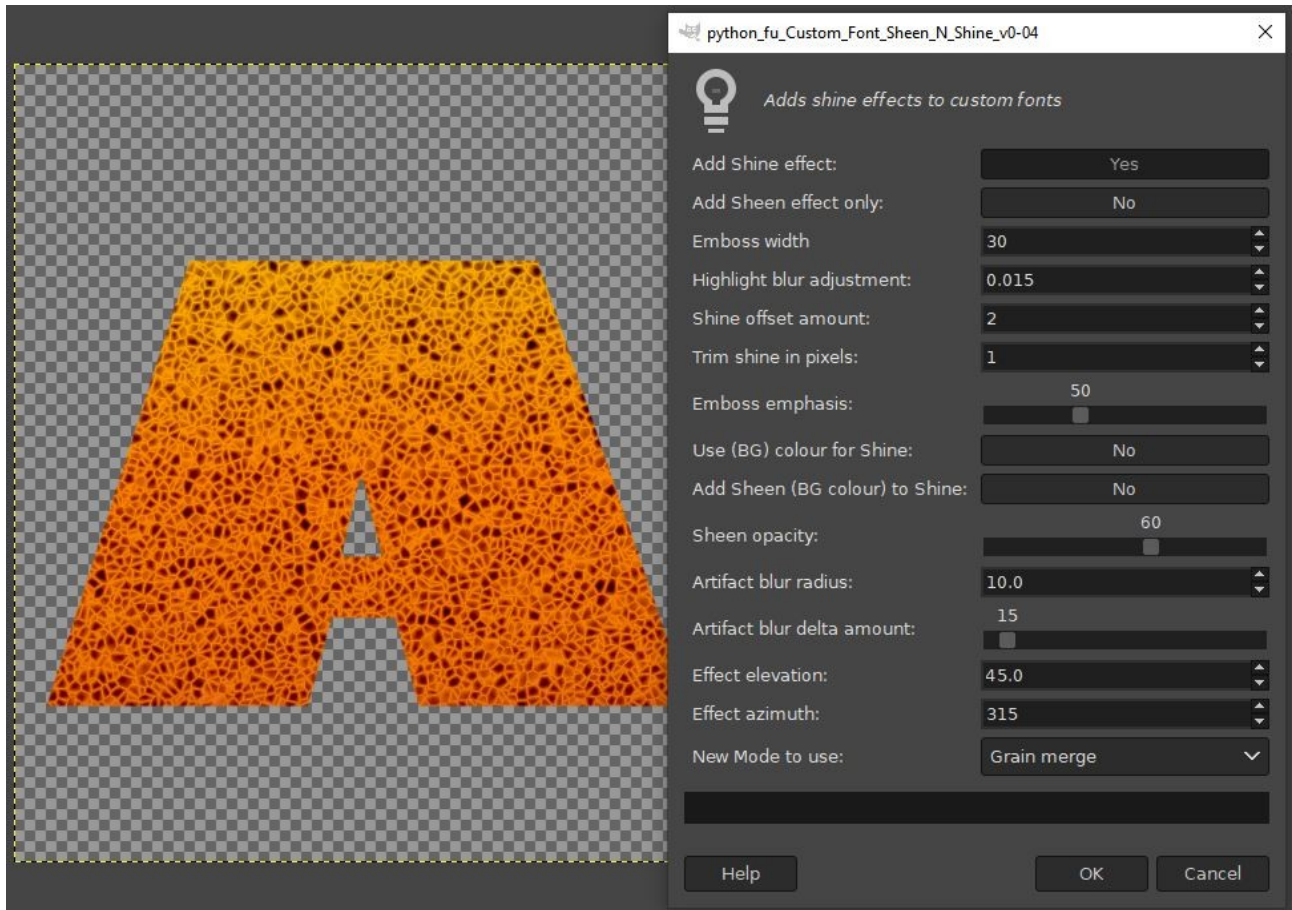 python_fu_Custom_Font_Sheen_N_Shine_v0-04
Adds shine effects to custom fonts
Add Shine effect: Yes
Add Sheen effect only: No
Emboss width 30
Highlight blur adjustment: 0.015
Shine offset amount: 2
Trim shine in pixels: 1
Emboss emphasis: 50
Use (BG) colour for Shine: No
Add Sheen (BG colour) to Shine: No
Sheen opacity: 60
Artifact blur radius: 10.0
Artifact blur delta amount: 15
Effect elevation: 45.0
Effect azimuth: 315
New Mode to use: Grain merge
Help OK Cancel
A